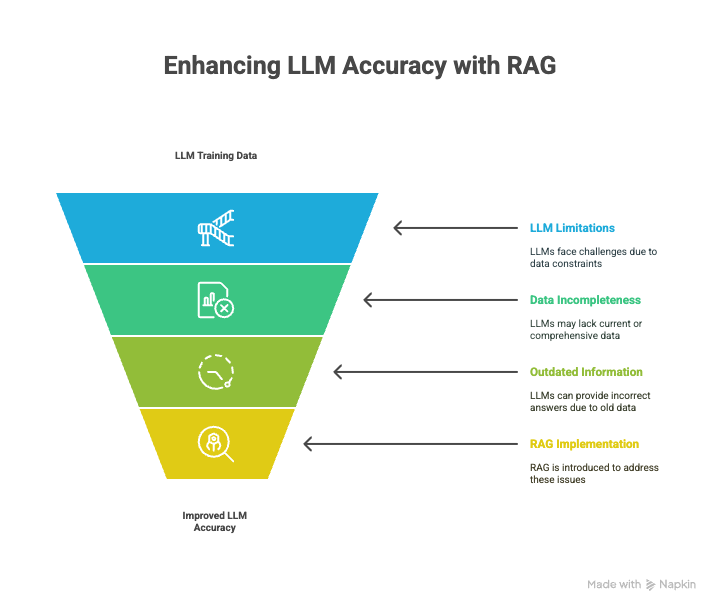 Enhancing LLM Accuracy with RAG
LLM Training Data
LLM Limitations
LLMs face challenges due to
data constraints
Data Incompleteness
LLMs may lack current or
comprehensive data
Outdated Information
LLMs can provide incorrect
answers due to old data
RAG Implementation
RAG is introduced to address
these issues
Improved LLM
Accuracy
Made with Napkin